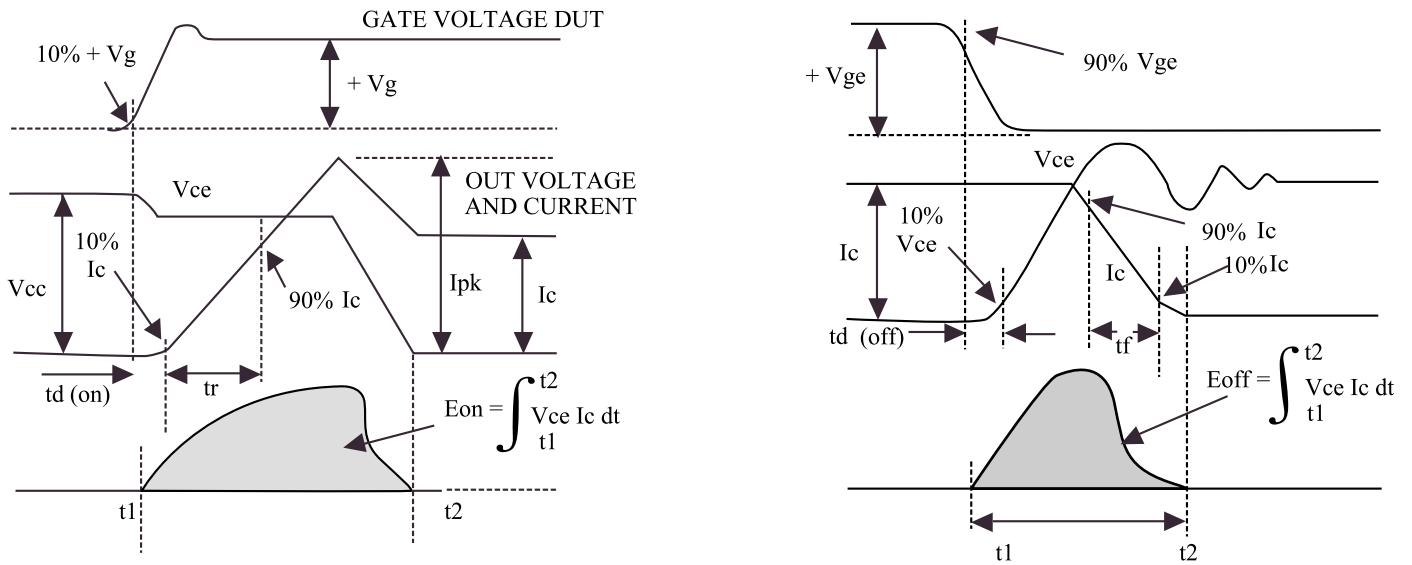 GATE VOLTAGE DUT
10% + Vg
+ Vg
Vce
OUT VOLTAGE
AND CURRENT
10%
Ic
Vcc
90% Ic
Ipk
Ic
td (on)
tr
Eon = ∫ t2
Vce Ic dt
t1
t1
t2
90% Vge
+ Vge
Vce
10%
Vce
90% Ic
Ic
Ic
10% Ic
td (off)
tf
Eoff = ∫ t2
Vce Ic dt
t1
t1
t2